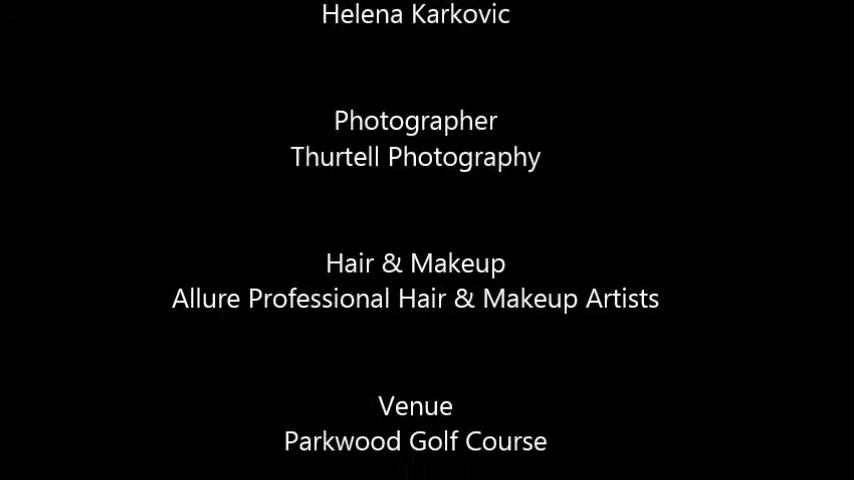 Helena Karkovic
Photographer
Thurtell Photography
Hair & Makeup
Allure Professional Hair & Makeup Artists
Venue
Parkwood Golf Course